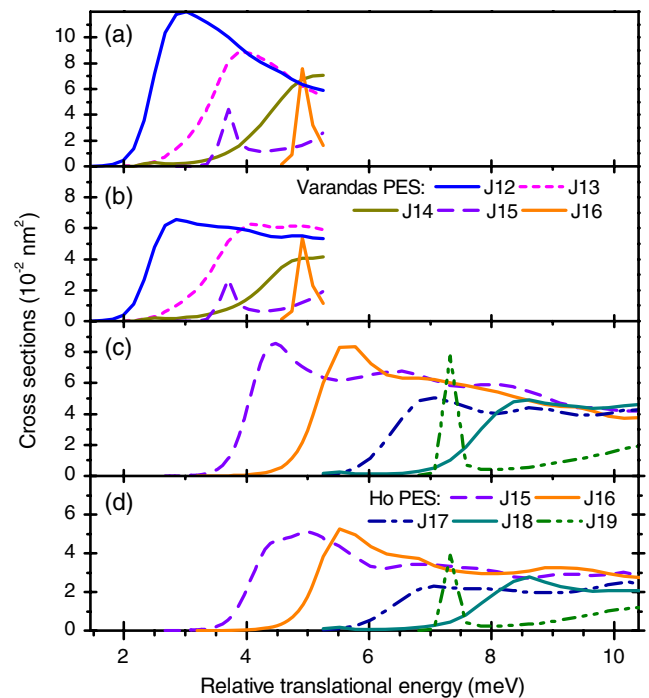 10
8
6
4
2
0
(a)
(b)
Varandas PES: J12 J13
J14 J15 J16
8
6
4
2
0
(c)
8
6
4
2
0
(d)
Ho PES: J15 J16
J17 J18 J19
6
4
2
0
2 4 6 8 10
Cross sections (10⁻² nm²)
Relative translational energy (meV)